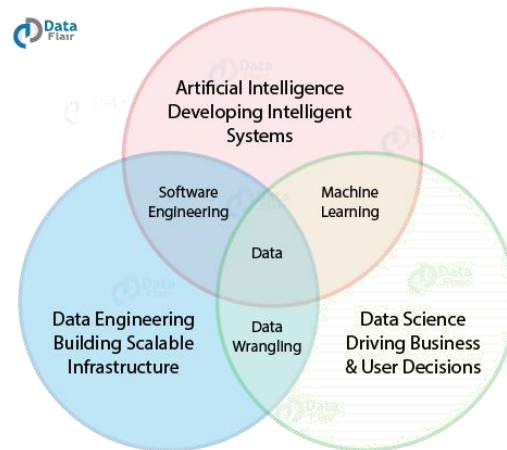 Data
Flair
Artificial Intelligence
Developing Intelligent
Systems
Software
Engineering
Machine
Learning
Data
Data Engineering
Building Scalable
Infrastructure
Data
Wrangling
Data Science
Driving Business
& User Decisions